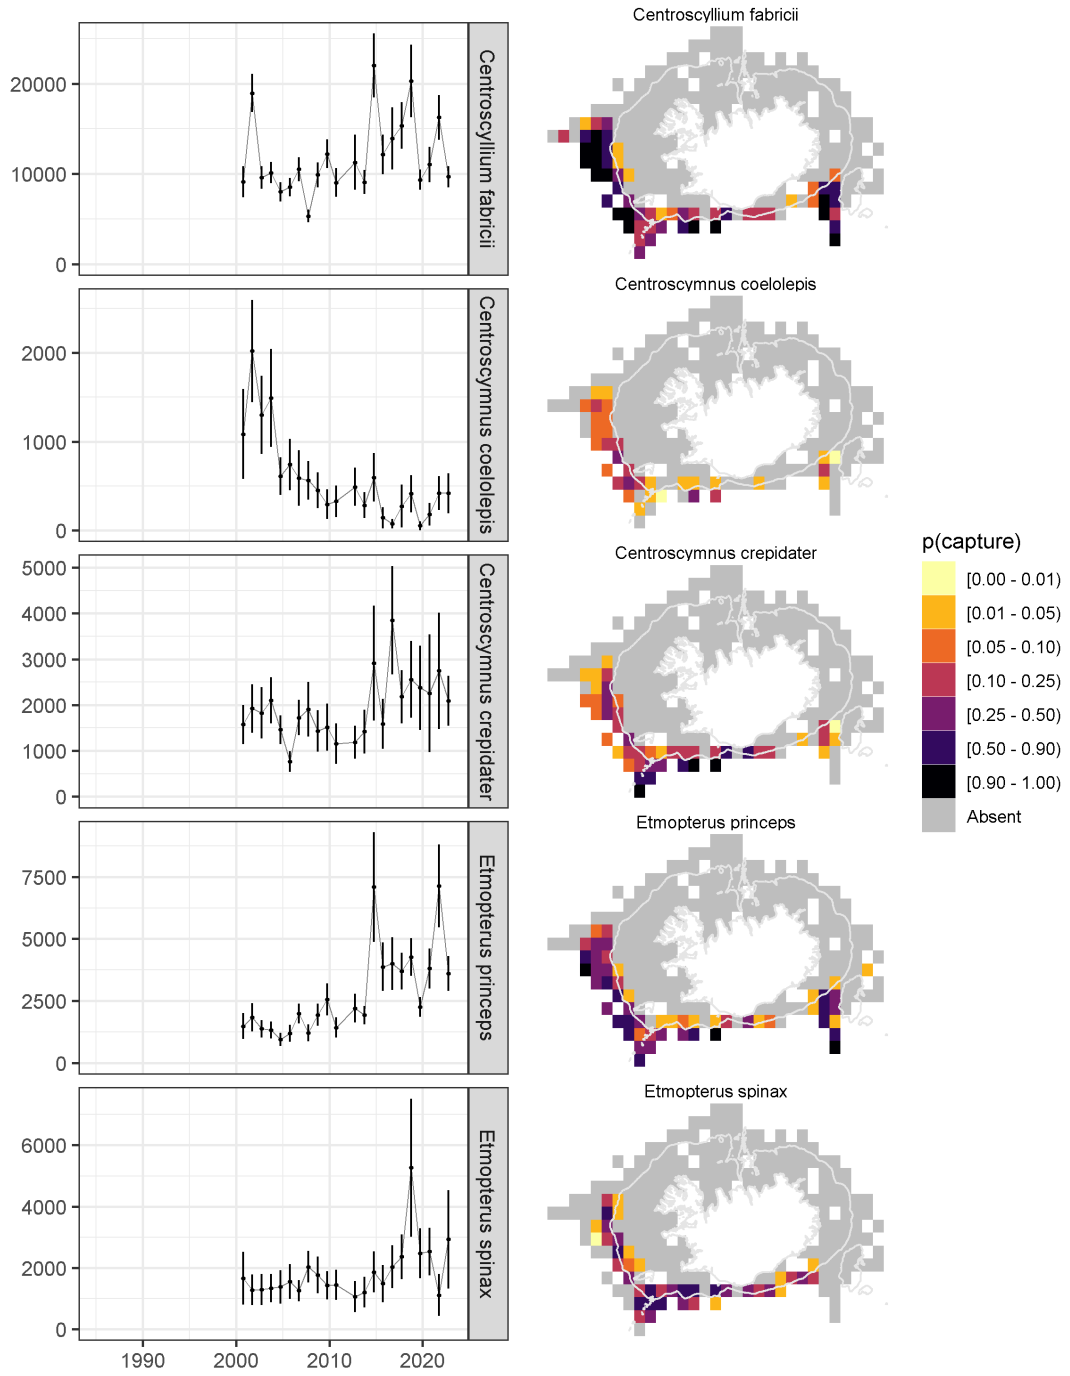 Centroscyllium fabricii
20000
10000
0
Centroscyllium fabricii
Centroscymnus coelolepis
2000
1000
0
Centroscymnus coelolepis
Centroscymnus crepidater
5000
4000
3000
2000
1000
0
Centroscymnus crepidater
p(capture)
[0.00 - 0.01)
[0.01 - 0.05)
[0.05 - 0.10)
[0.10 - 0.25)
[0.25 - 0.50)
[0.50 - 0.90)
[0.90 - 1.00)
Absent
Etmopterus princeps
7500
5000
2500
0
Etmopterus princeps
Etmopterus spinax
6000
4000
2000
0
Etmopterus spinax
1990 2000 2010 2020